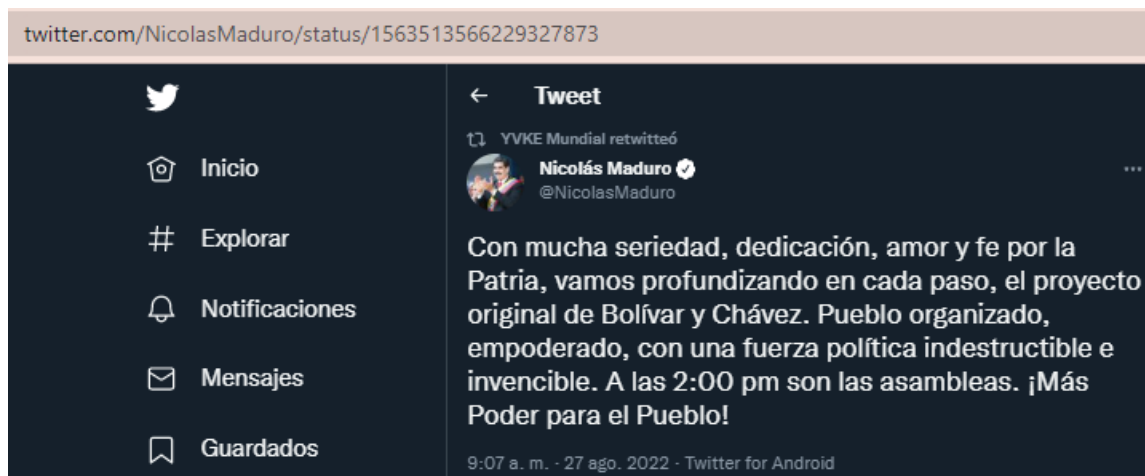 twitter.com/NicolasMaduro/status/1563513566229327873
Inicio
Explorar
Notificaciones
Mensajes
Guardados
Tweet
YVKE Mundial retwitteó
Nicolás Maduro
@NicolasMaduro
Con mucha seriedad, dedicación, amor y fe por la
Patria, vamos profundizando en cada paso, el proyecto
original de Bolívar y Chávez. Pueblo organizado,
empoderado, con una fuerza política indestructible e
invencible. A las 2:00 pm son las asambleas. ¡Más
Poder para el Pueblo!
9:07 a. m. · 27 ago. 2022 · Twitter for Android